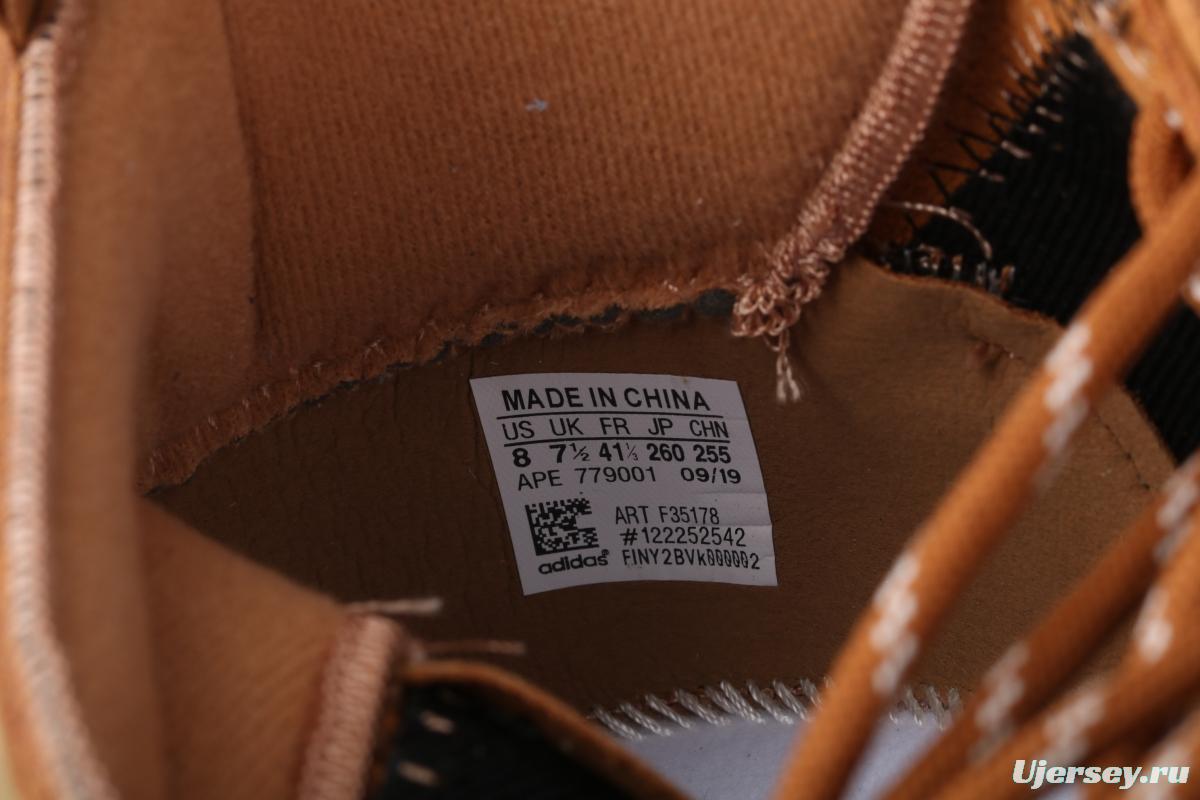 MADE IN CHINA
US UK FR JP CHN
8 7½ 41⅓ 260 255
APE 779001 09/19
ART F35178
#122252542
FINY2BVK000002
adidas®
Ujersey.ru